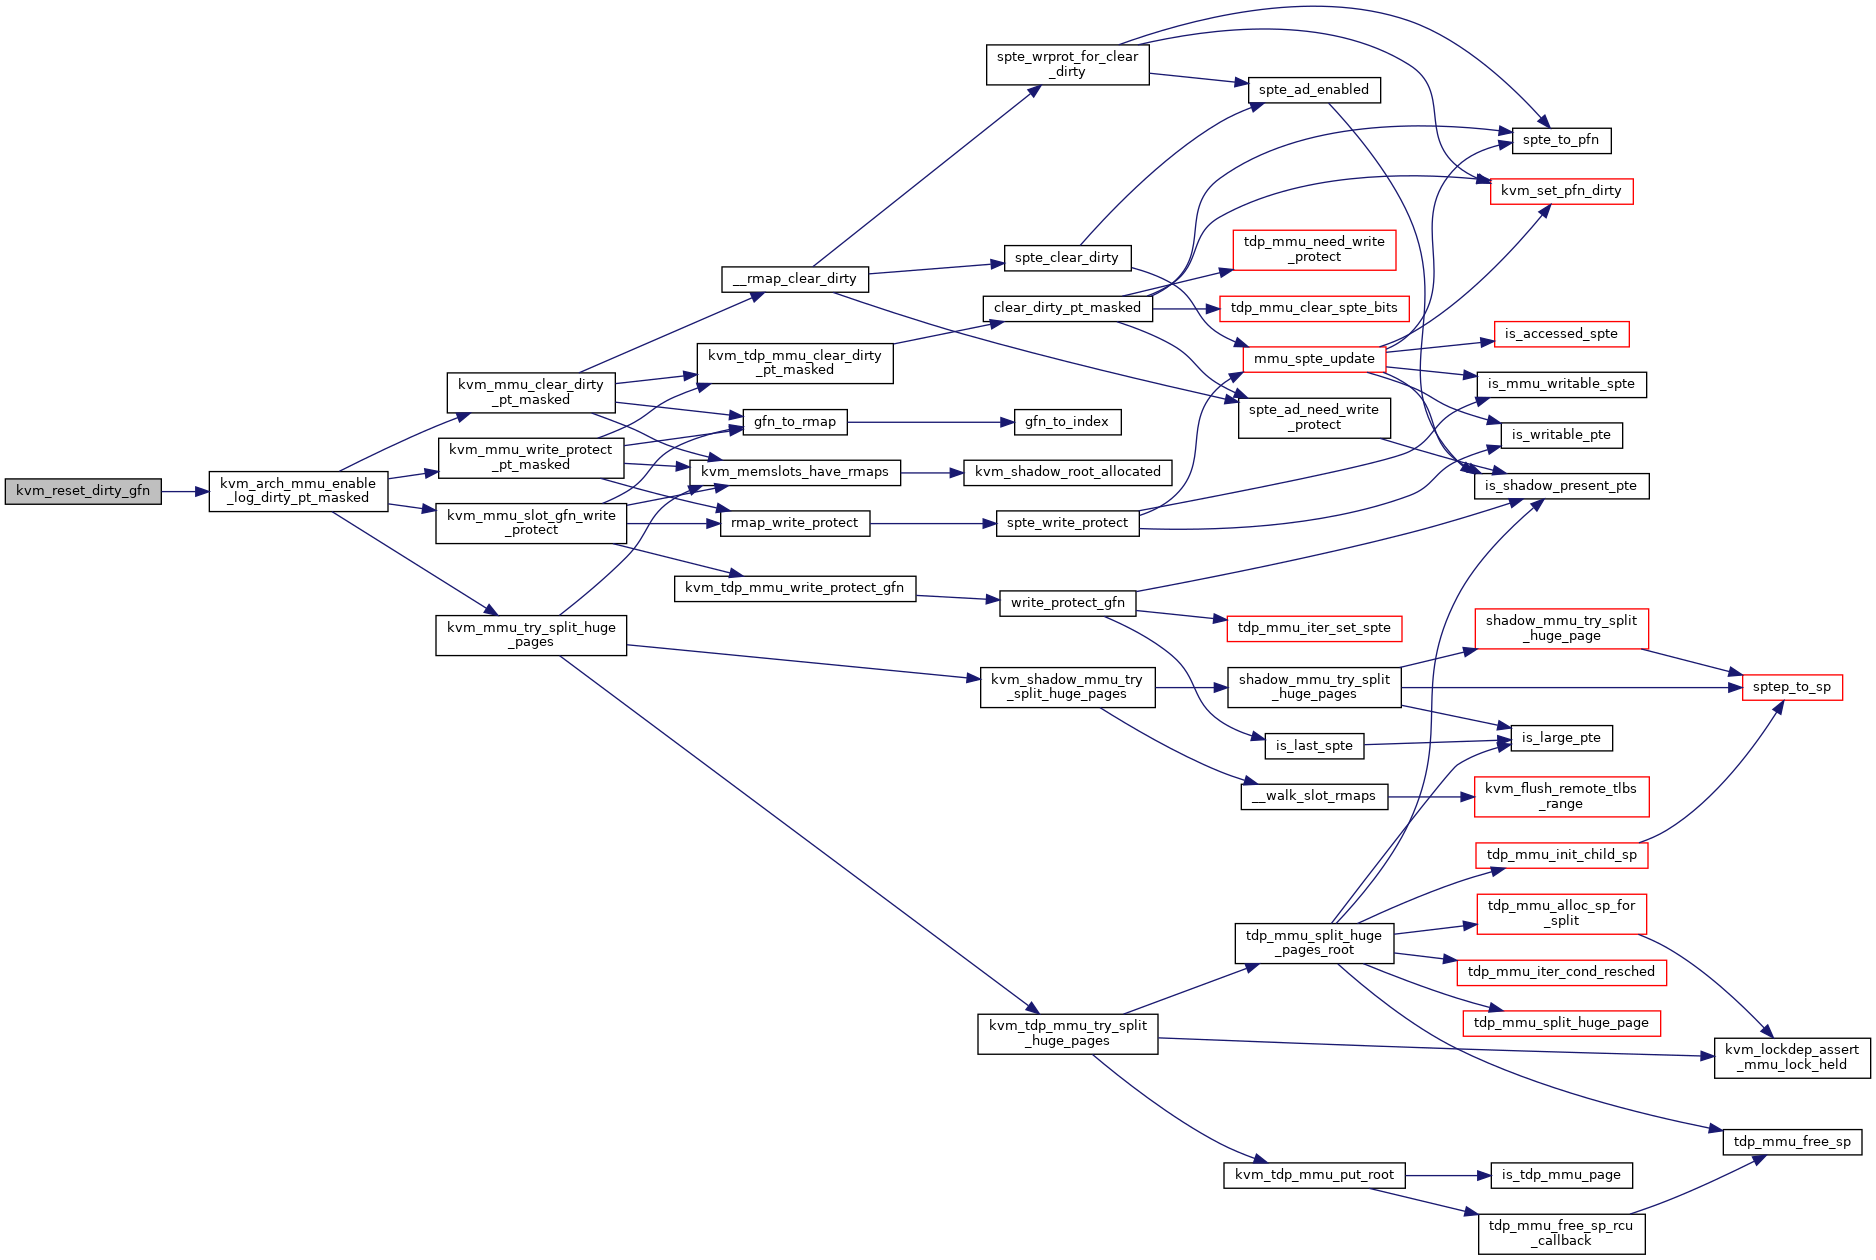 kvm_reset_dirty_gfn
kvm_arch_mmu_enable
_log_dirty_pt_masked
kvm_mmu_clear_dirty
_pt_masked
kvm_mmu_write_protect
_pt_masked
kvm_mmu_slot_gfn_write
_protect
kvm_mmu_try_split_huge
_pages
__rmap_clear_dirty
kvm_tdp_mmu_clear_dirty
_pt_masked
gfn_to_rmap
kvm_memslots_have_rmaps
rmap_write_protect
kvm_tdp_mmu_write_protect_gfn
spte_wrprot_for_clear
_dirty
spte_clear_dirty
clear_dirty_pt_masked
gfn_to_index
kvm_shadow_root_allocated
spte_write_protect
write_protect_gfn
kvm_shadow_mmu_try
_split_huge_pages
kvm_tdp_mmu_try_split
_huge_pages
spte_ad_enabled
tdp_mmu_need_write
_protect
tdp_mmu_clear_spte_bits
mmu_spte_update
spte_ad_need_write
_protect
tdp_mmu_iter_set_spte
shadow_mmu_try_split
_huge_pages
is_last_spte
__walk_slot_rmaps
tdp_mmu_split_huge
_pages_root
kvm_tdp_mmu_put_root
spte_to_pfn
kvm_set_pfn_dirty
is_accessed_spte
is_mmu_writable_spte
is_writable_pte
is_shadow_present_pte
shadow_mmu_try_split
_huge_page
is_large_pte
kvm_flush_remote_tlbs
_range
tdp_mmu_init_child_sp
tdp_mmu_alloc_sp_for
_split
tdp_mmu_iter_cond_resched
tdp_mmu_split_huge_page
is_tdp_mmu_page
tdp_mmu_free_sp_rcu
_callback
sptep_to_sp
kvm_lockdep_assert
_mmu_lock_held
tdp_mmu_free_sp